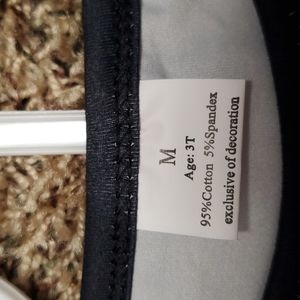 M
Age: 3T
95%Cotton 5%Spandex
exclusive of decoration